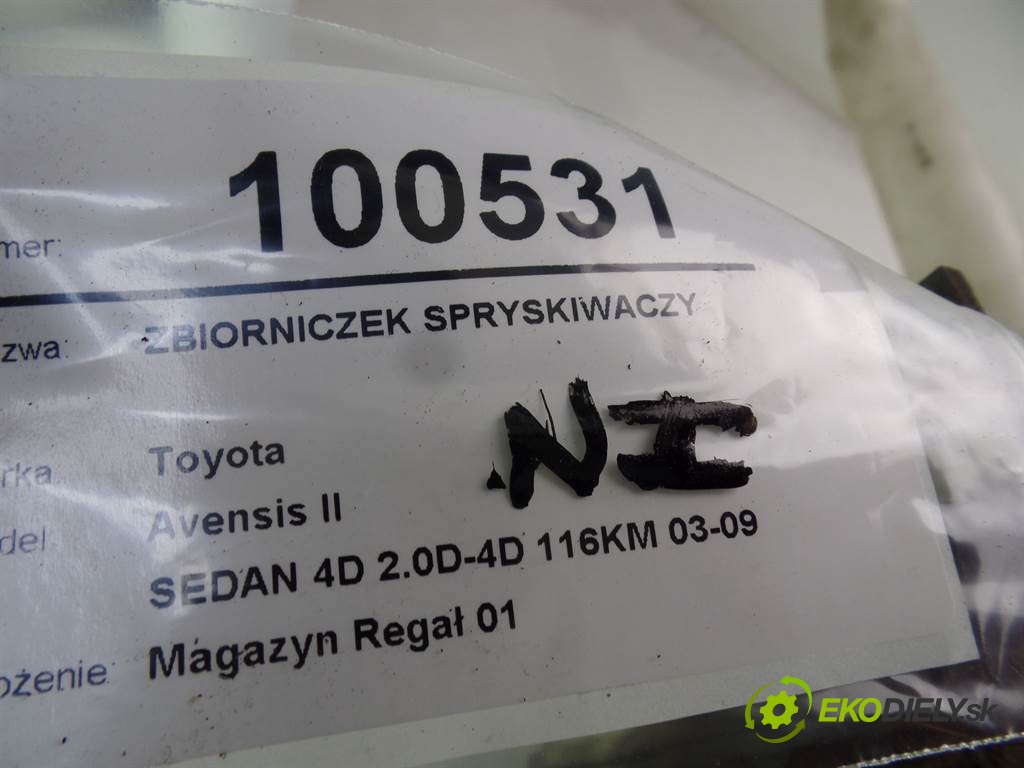 mer: 100531
zwa: ZBIORNICZEK SPRYSKIWACZY
rka Toyota
del Avensis II
NI
SEDAN 4D 2.0D-4D 116KM 03-09
ożenie: Magazyn Regał 01
EKODIELY.sk